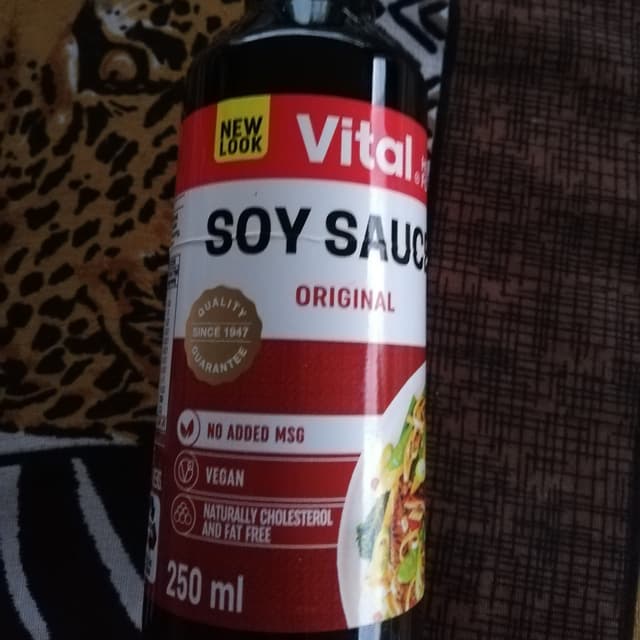 NEW
LOOK
Vital
SOY SAUC
ORIGINAL
QUALITY
SINCE 1947
GUARANTEE
NO ADDED MSG
VEGAN
NATURALLY CHOLESTEROL
AND FAT FREE
250 ml